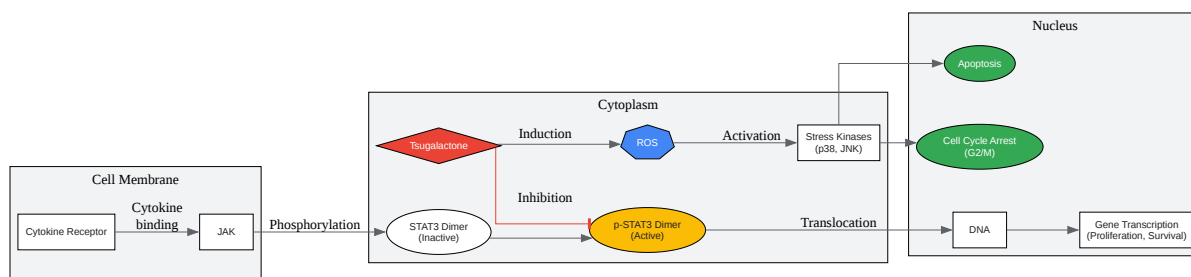 Nucleus
Apoptosis
Cytoplasm
Induction
Activation
Tsugalactone
ROS
Stress Kinases
(p38, JNK)
Cell Cycle Arrest
(G2/M)
Cell Membrane
Inhibition
Cytokine
binding
Phosphorylation
Translocation
Cytokine Receptor
JAK
STAT3 Dimer
(Inactive)
p-STAT3 Dimer
(Active)
DNA
Gene Transcription
(Proliferation, Survival)